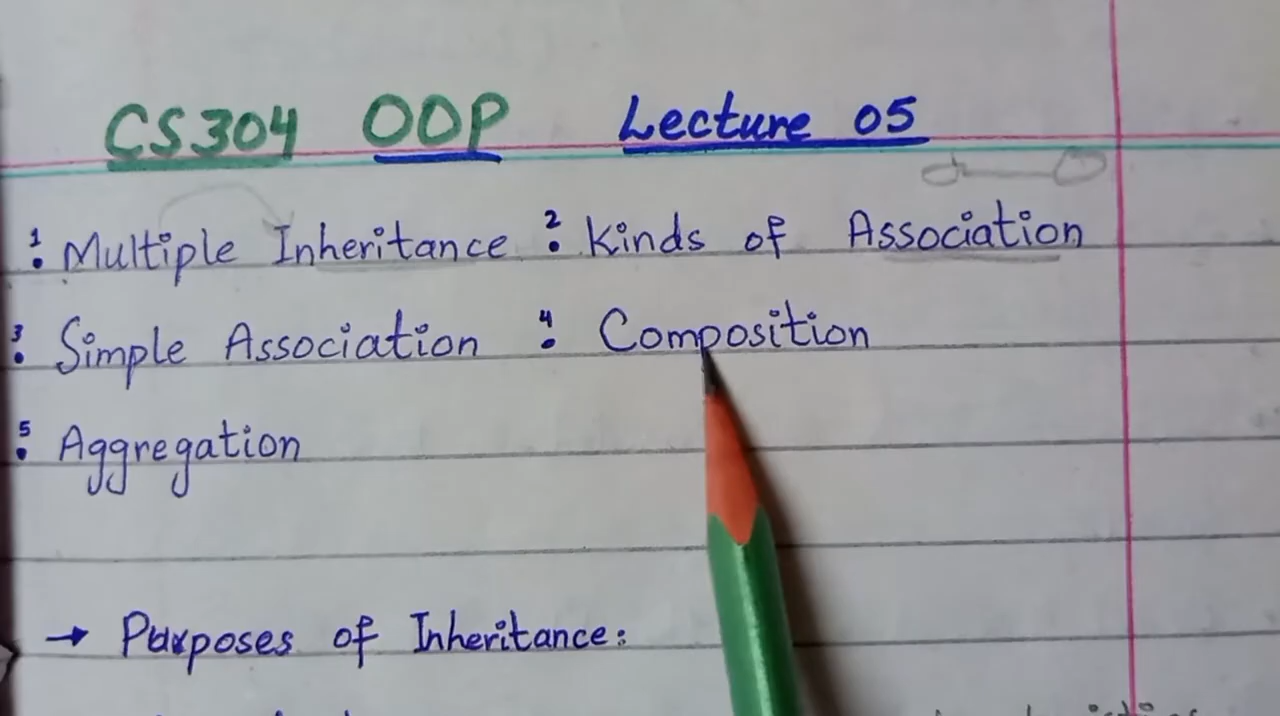 CS304 OOP Lecture 05
1: Multiple Inheritance 2: Kinds of Association
3: Simple Association 4: Composition
5: Aggregation
→ Purposes of Inheritance: